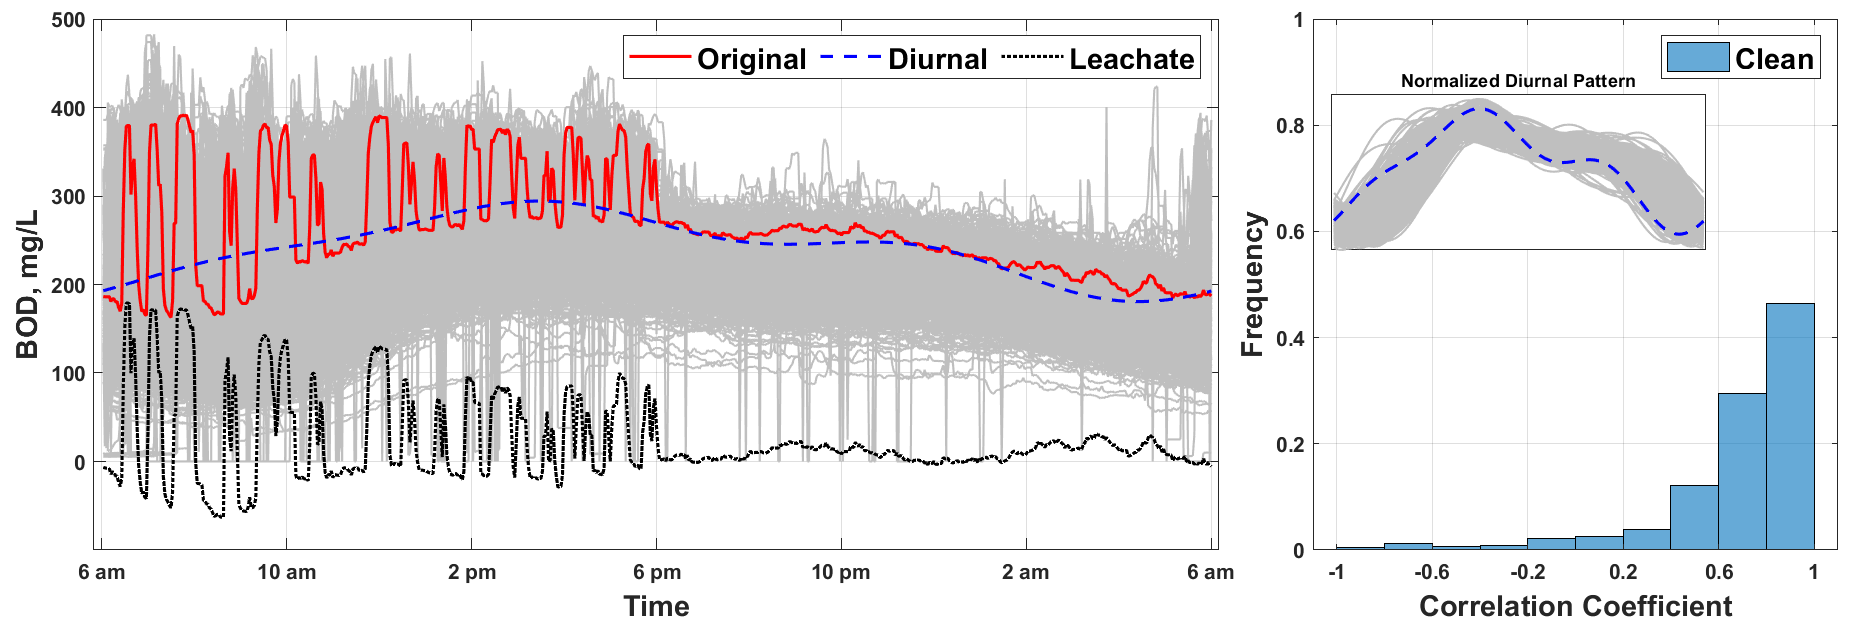 500
400
300
200
100
0
BOD, mg/L
Original Diurnal Leachate
6 am 10 am 2 pm 6 pm 10 pm 2 am 6 am
Time
1
0.8
0.6
0.4
0.2
0
Frequency
Clean
Normalized Diurnal Pattern
-1 -0.6 -0.2 0.2 0.6 1
Correlation Coefficient